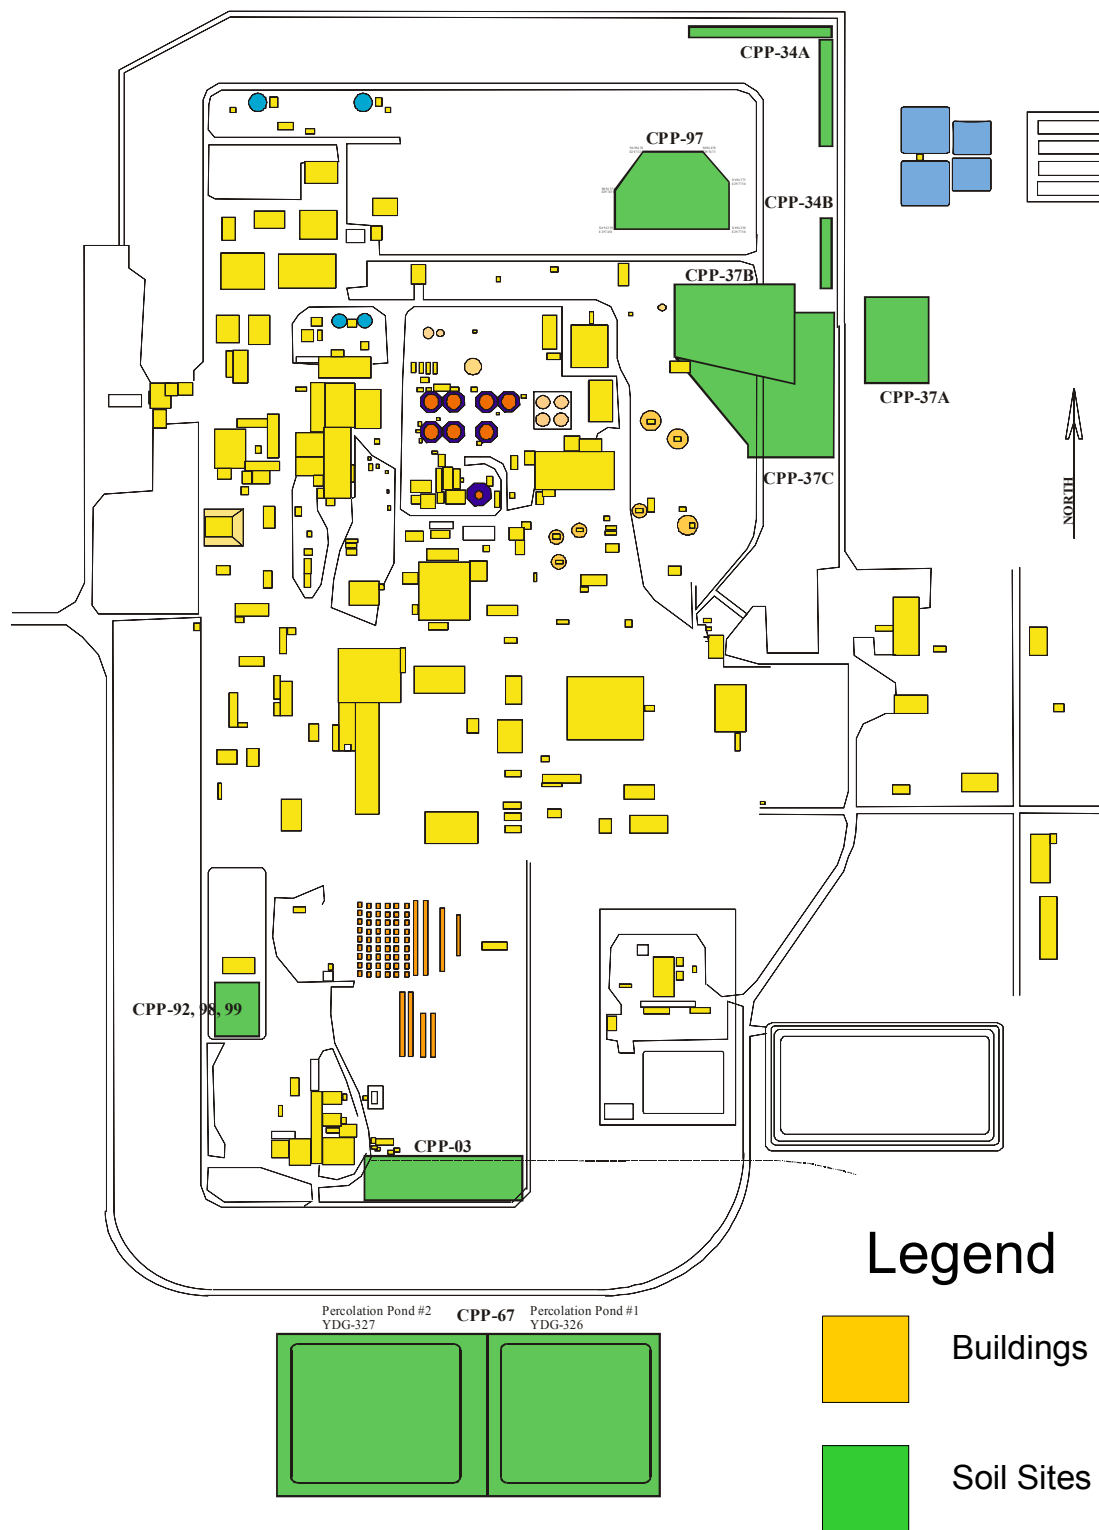 CPP-34A
CPP-97
CPP-34B
CPP-37B
CPP-37A
CPP-37C
NORTH
CPP-92, 98, 99
CPP-03
Legend
Percolation Pond #2
YDG-327
CPP-67
Percolation Pond #1
YDG-326
Buildings
Soil Sites